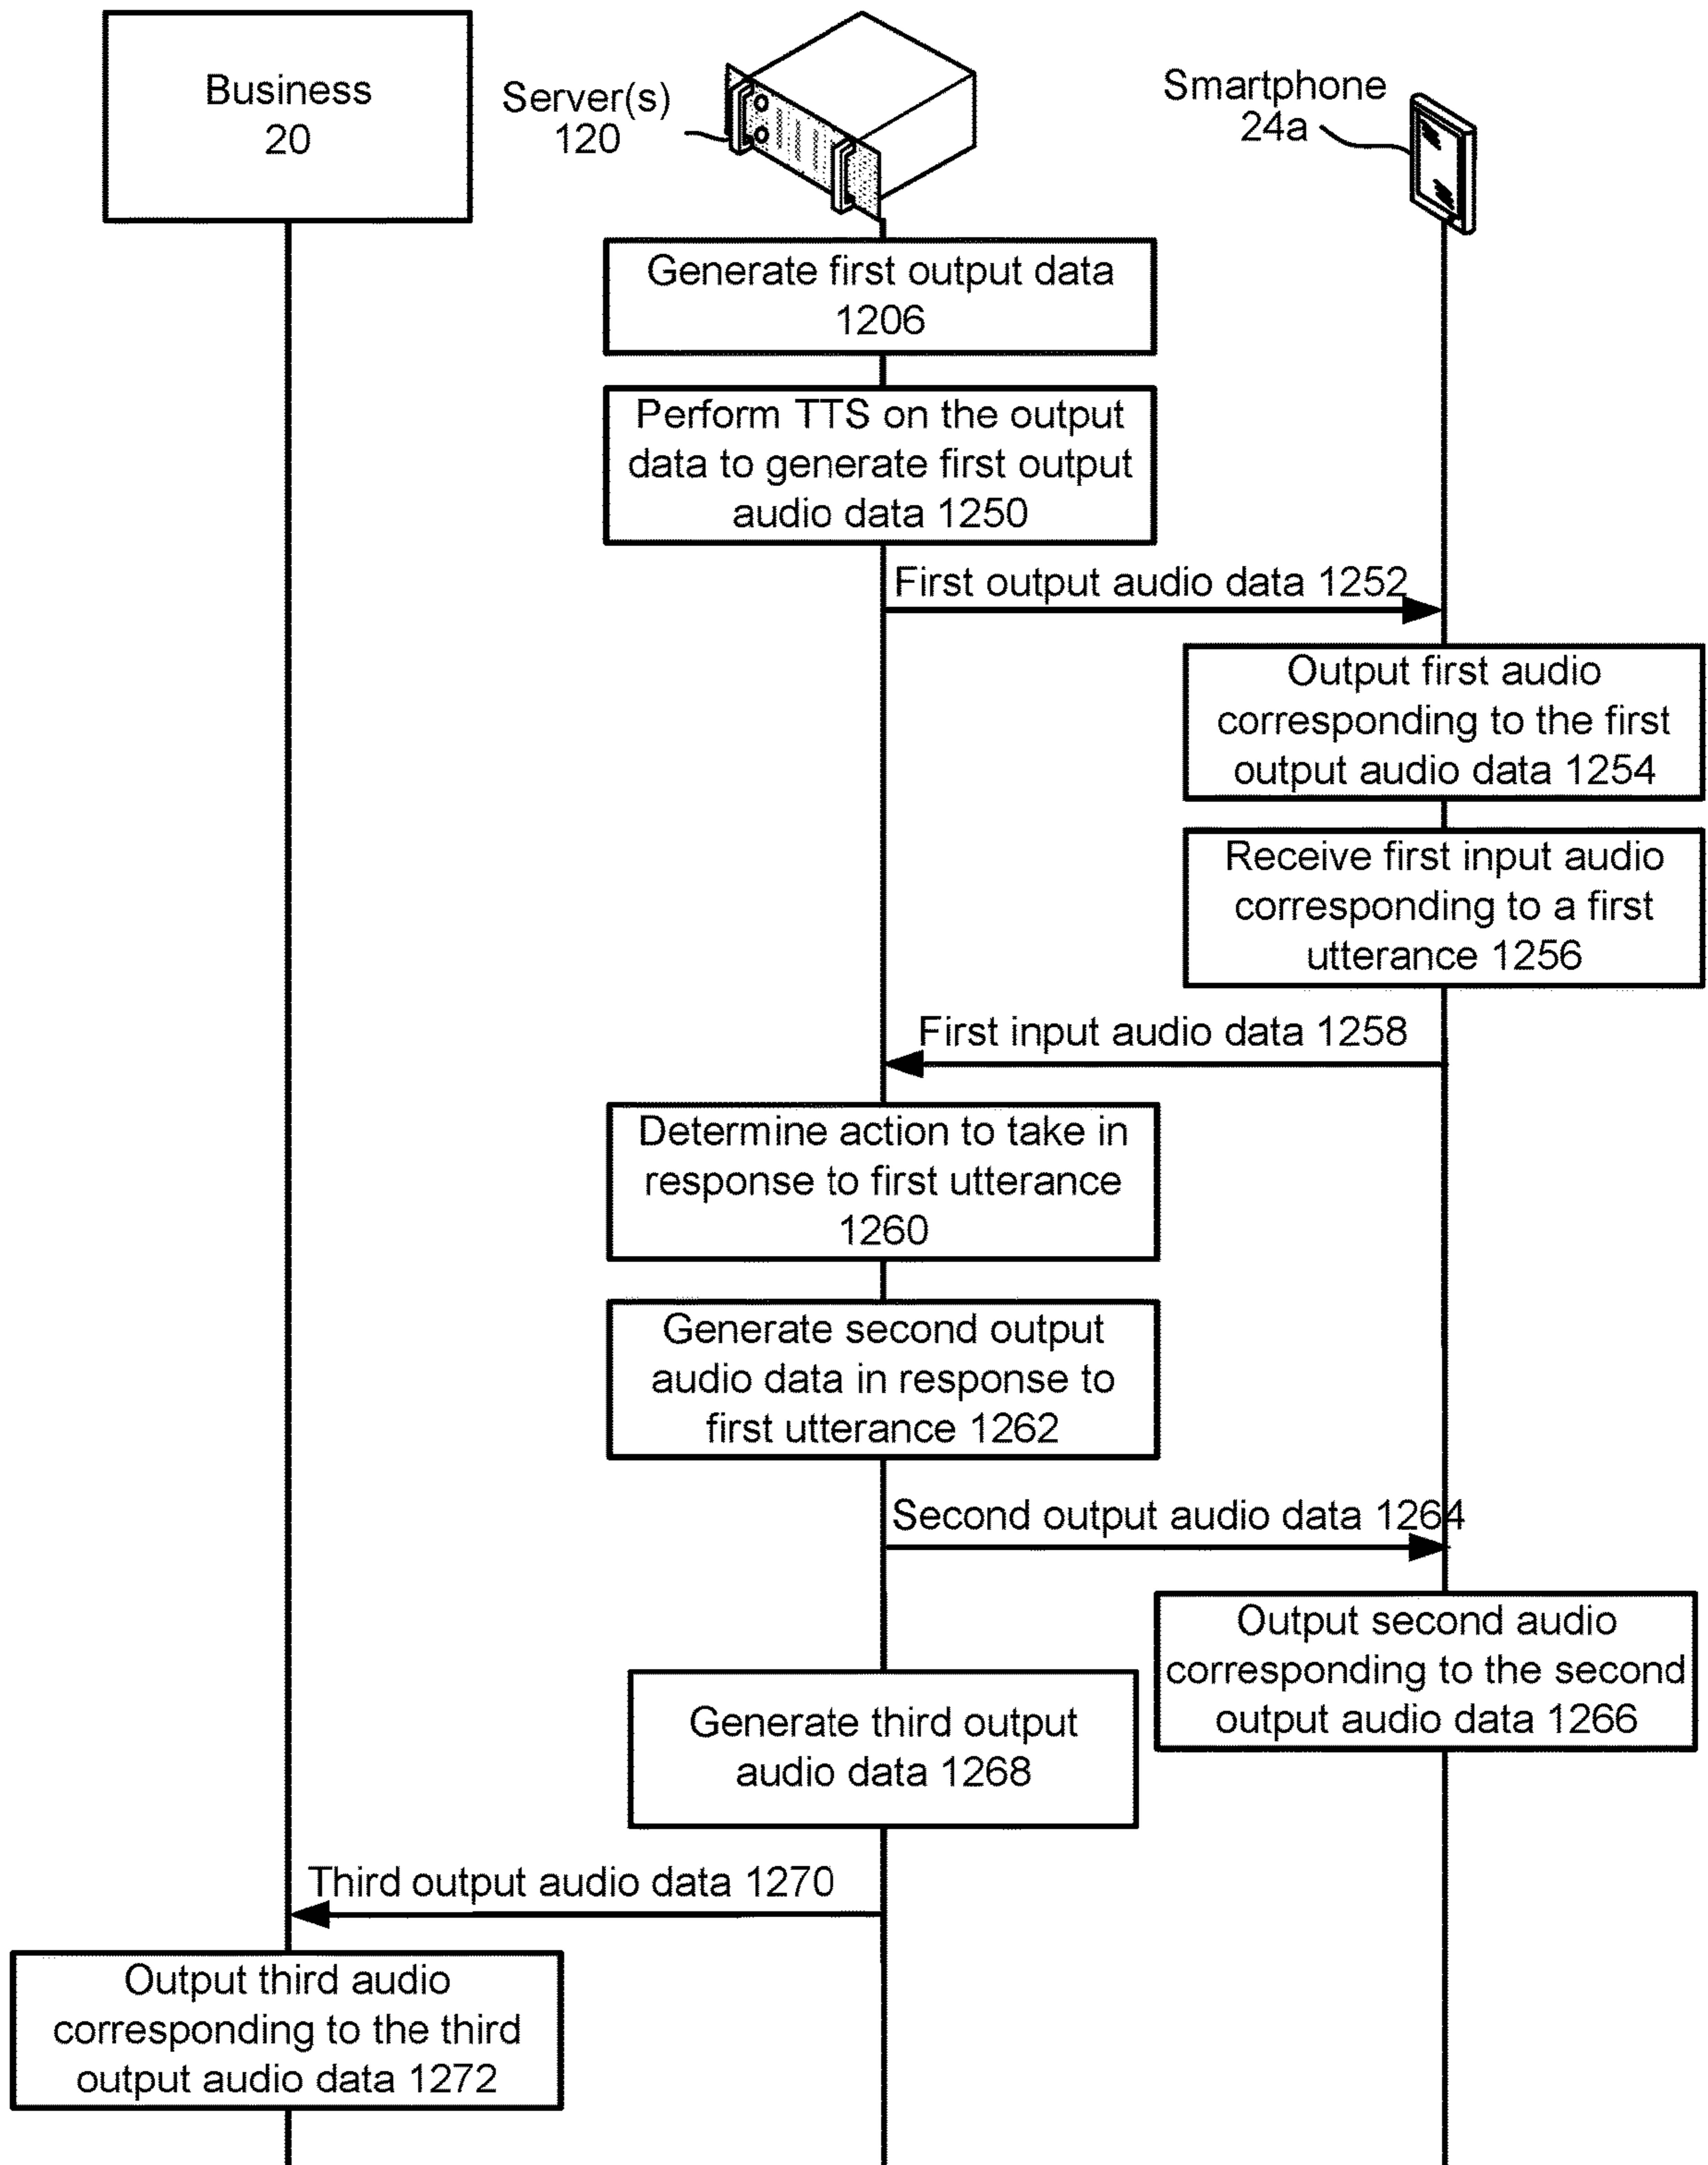 Business
20
Server(s)
120
Smartphone
24a
Generate first output data
1206
Perform TTS on the output
data to generate first output
audio data 1250
First output audio data 1252
Output first audio
corresponding to the first
output audio data 1254
Receive first input audio
corresponding to a first
utterance 1256
First input audio data 1258
Determine action to take in
response to first utterance
1260
Generate second output
audio data in response to
first utterance 1262
Second output audio data 1264
Output second audio
corresponding to the second
output audio data 1266
Generate third output
audio data 1268
Third output audio data 1270
Output third audio
corresponding to the third
output audio data 1272